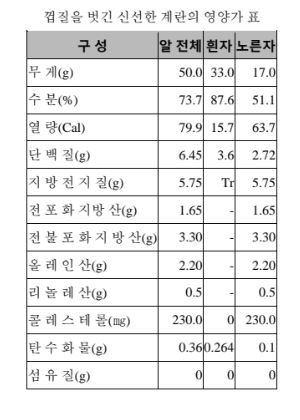 껍질을 벗긴 신선한 계란의 영양가 표
구 성 알 전체 흰자 노른자
무 게(g) 50.0 33.0 17.0
수 분(%) 73.7 87.6 51.1
열 량(Cal) 79.9 15.7 63.7
단 백 질(g) 6.45 3.6 2.72
지 방 전 지 질(g) 5.75 Tr 5.75
전 포 화 지 방 산(g) 1.65 - 1.65
전 불 포 화 지 방 산(g) 3.30 - 3.30
올 레 인 산(g) 2.20 - 2.20
리 놀 레 산(g) 0.5 - 0.5
콜 레 스 테 롤(㎎) 230.0 0 230.0
탄 수 화 물(g) 0.36 0.264 0.1
섬 유 질(g) 0 0 0